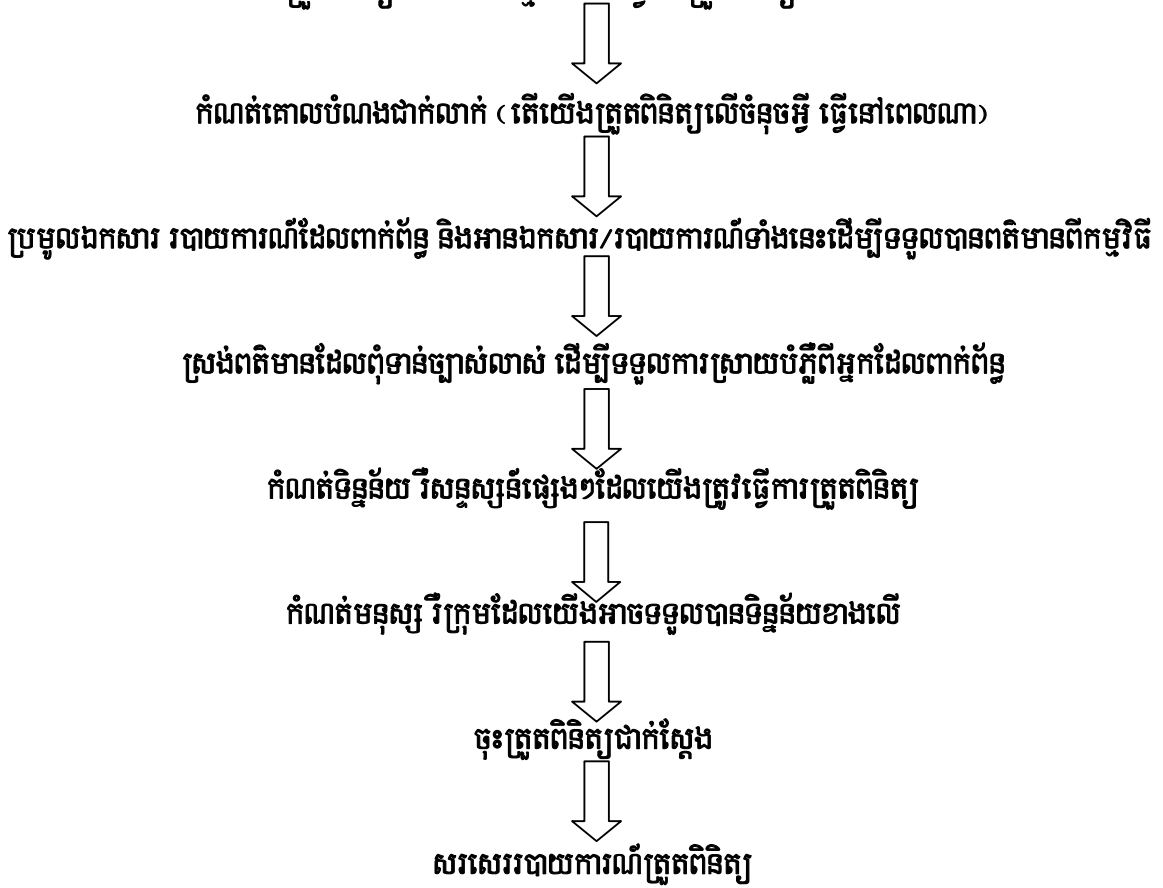 កំណត់គោលបំណងជាក់លាក់ (តើយើងត្រួតពិនិត្យលើចំនុចអ្វី ធ្វើនៅពេលណា)
ប្រមូលឯកសារ របាយការណ៍ដែលពាក់ព័ន្ធ និងអានឯកសារ/របាយការណ៍ទាំងនេះដើម្បីទទួលបានពត៌មានពីកម្មវិធី
ស្រង់ពត៌មានដែលពុំទាន់ច្បាស់លាស់ ដើម្បីទទួលការស្រាយបំភ្លឺពីអ្នកដែលពាក់ព័ន្ធ
កំណត់ទិន្នន័យ រឺសន្ទស្សន៍ផ្សេងៗដែលយើងត្រូវធ្វើការត្រួតពិនិត្យ
កំណត់មនុស្ស រឺក្រុមដែលយើងអាចទទួលបានទិន្នន័យខាងលើ
ចុះត្រួតពិនិត្យជាក់ស្តែង
សរសេររបាយការណ៍ត្រួតពិនិត្យ